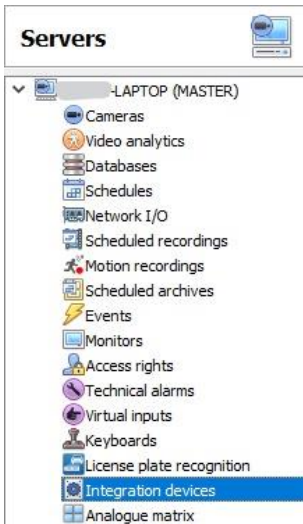 Servers
-LAPTOP (MASTER)
Cameras
Video analytics
Databases
Schedules
Network I/O
Scheduled recordings
Motion recordings
Scheduled archives
Events
Monitors
Access rights
Technical alarms
Virtual inputs
Keyboards
License plate recognition
Integration devices
Analogue matrix